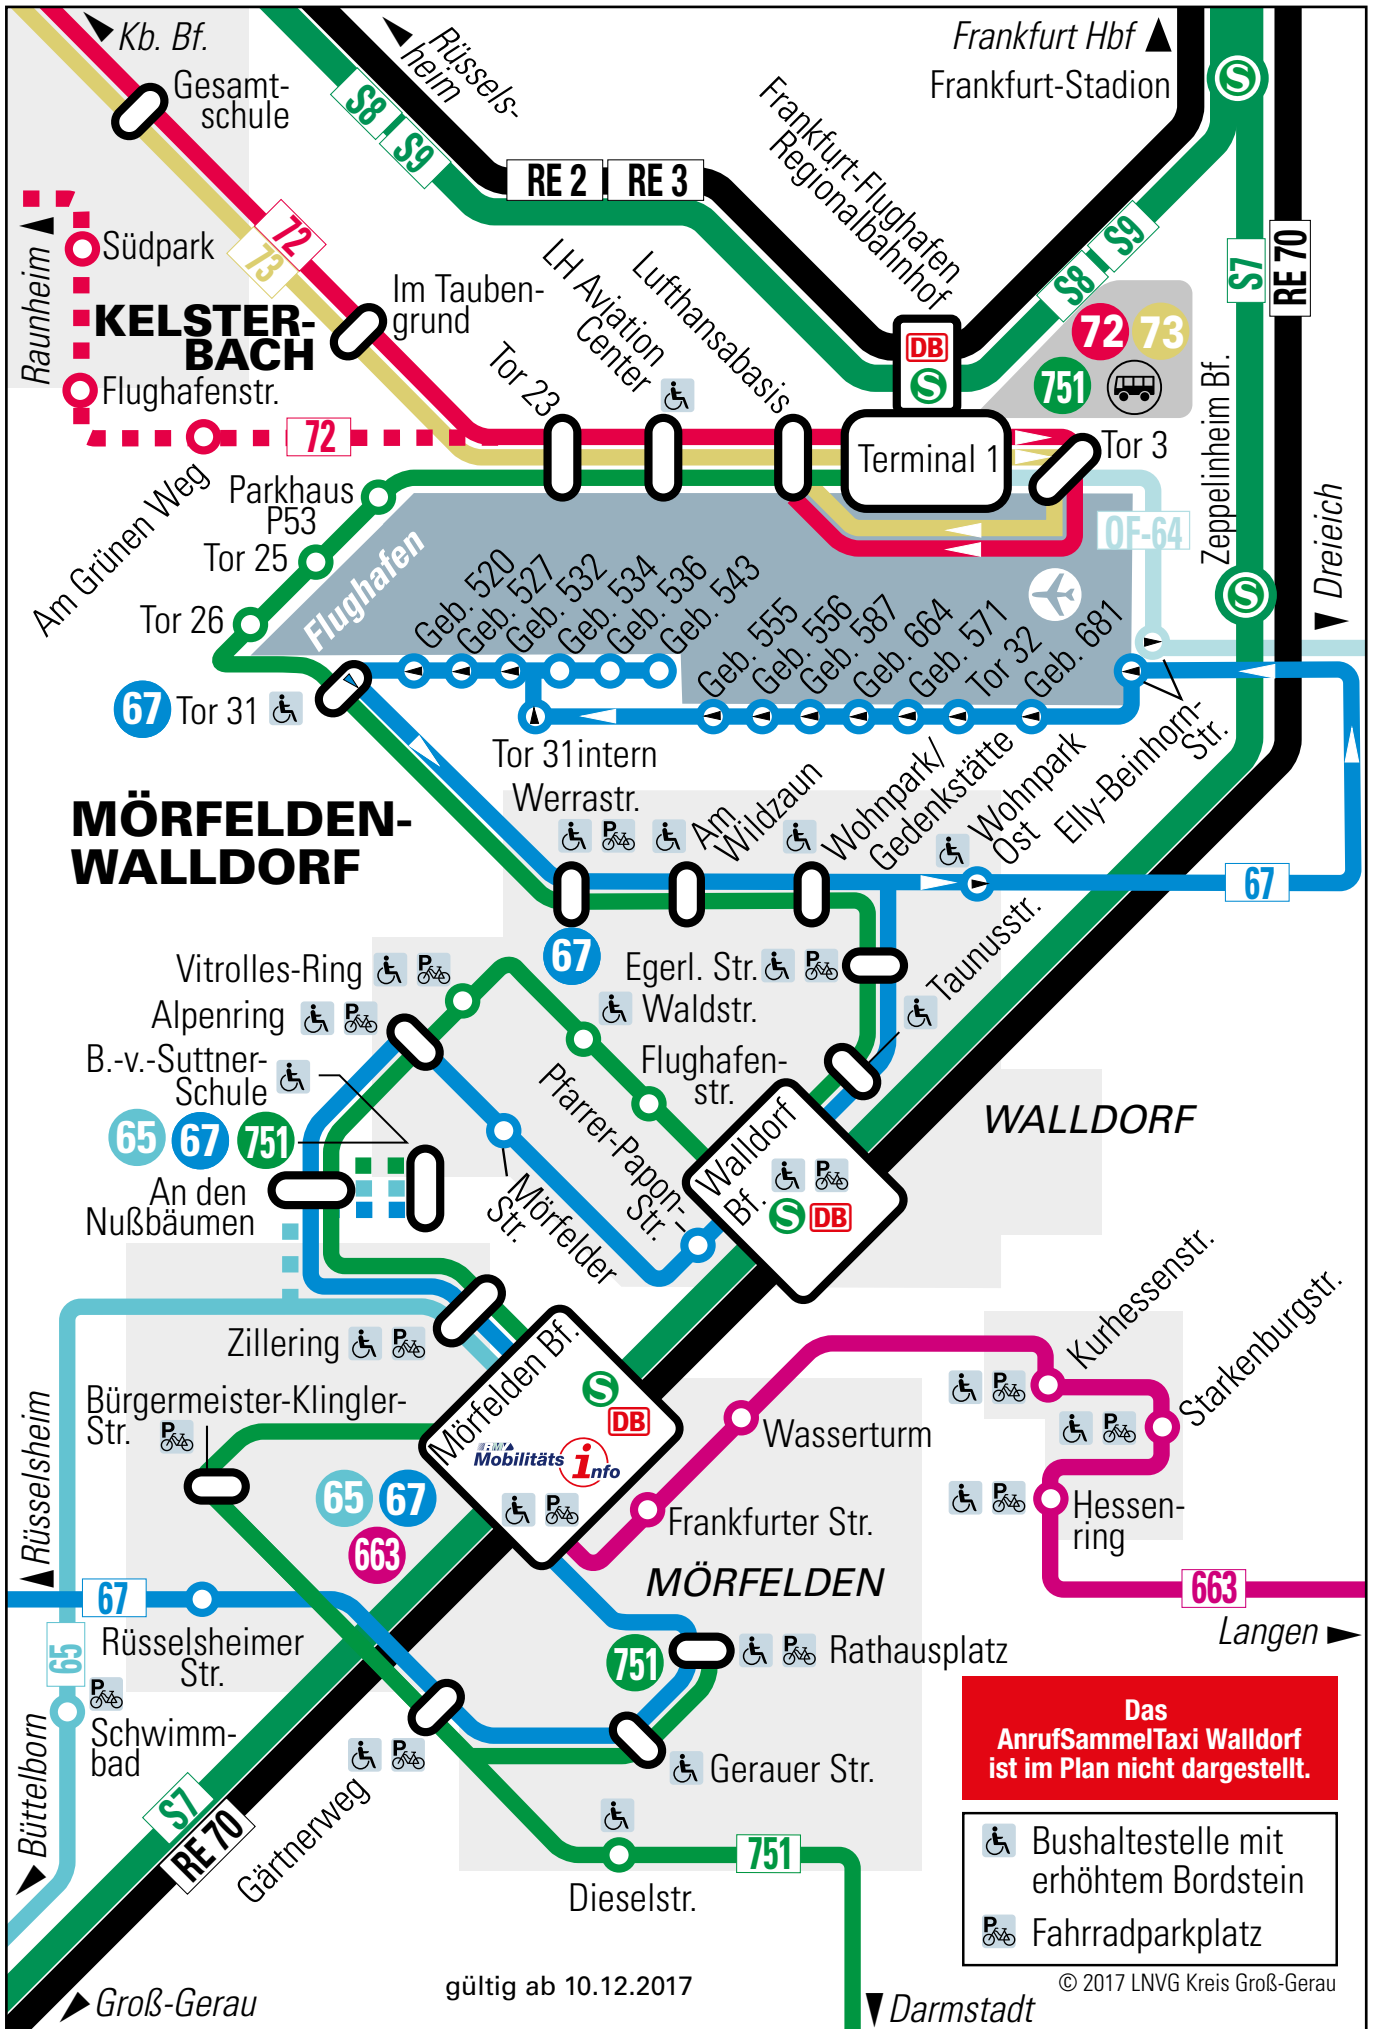 Kb. Bf.
Gesamt-
schule
Rüssels-
heim
Frankfurt Hbf
Frankfurt-Stadion
S
S8
S9
RE 2
RE 3
Frankfurt-Flughafen
Regionalbahnhof
72
73
Südpark
Raunheim
KELSTER-
BACH
Im Tauben-
grund
LH Aviation
Center
Lufthansabasis
S8
S9
S7
RE 70
DB
S
72
73
751
Flughafenstr.
72
Tor 23
Terminal 1
Tor 3
Zeppelinheim Bf.
Am Grünen Weg
Parkhaus
P53
Tor 25
Tor 26
Flughafen
OF-64
Dreieich
S
Geb. 520
Geb. 527
Geb. 532
Geb. 534
Geb. 536
Geb. 543
Geb. 555
Geb. 556
Geb. 587
Geb. 664
Geb. 571
Tor 32
Geb. 681
67
Tor 31
Tor 31intern
Elly-Beinhorn-
Str.
MÖRFELDEN-
WALLDORF
Werrastr.
P
Am
Wildzaun
Wohnpark/
Gedenkstätte
Wohnpark
Ost
67
67
Vitrolles-Ring
P
Egerl. Str.
P
Taunusstr.
Alpenring
P
Waldstr.
B.-v.-Suttner-
Schule
Flughafen-
str.
65
67
751
Pfarrer-Papon-
Str.
Walldorf
Bf.
P
S
DB
WALLDORF
An den
Nußbäumen
Mörfelder
Str.
Zillering
P
Mörfelden Bf.
S
DB
Mobilitäts
info
P
Kurhessenstr.
P
Starkenburgstr.
P
Bürgermeister-Klingler-
Str.
P
Wasserturm
Rüsselsheim
65
67
663
Frankfurter Str.
Hessen-
ring
P
MÖRFELDEN
663
Langen
67
Rüsselsheimer
Str.
65
751
P
Rathausplatz
P
Schwimm-
bad
Büttelborn
Gerauer Str.
P
Gärtnerweg
S7
RE 70
Das
AnrufSammelTaxi Walldorf
ist im Plan nicht dargestellt.
Dieselstr.
751
Bushaltestelle mit
erhöhtem Bordstein
P
Fahrradparkplatz
gültig ab 10.12.2017
© 2017 LNVG Kreis Groß-Gerau
Groß-Gerau
Darmstadt